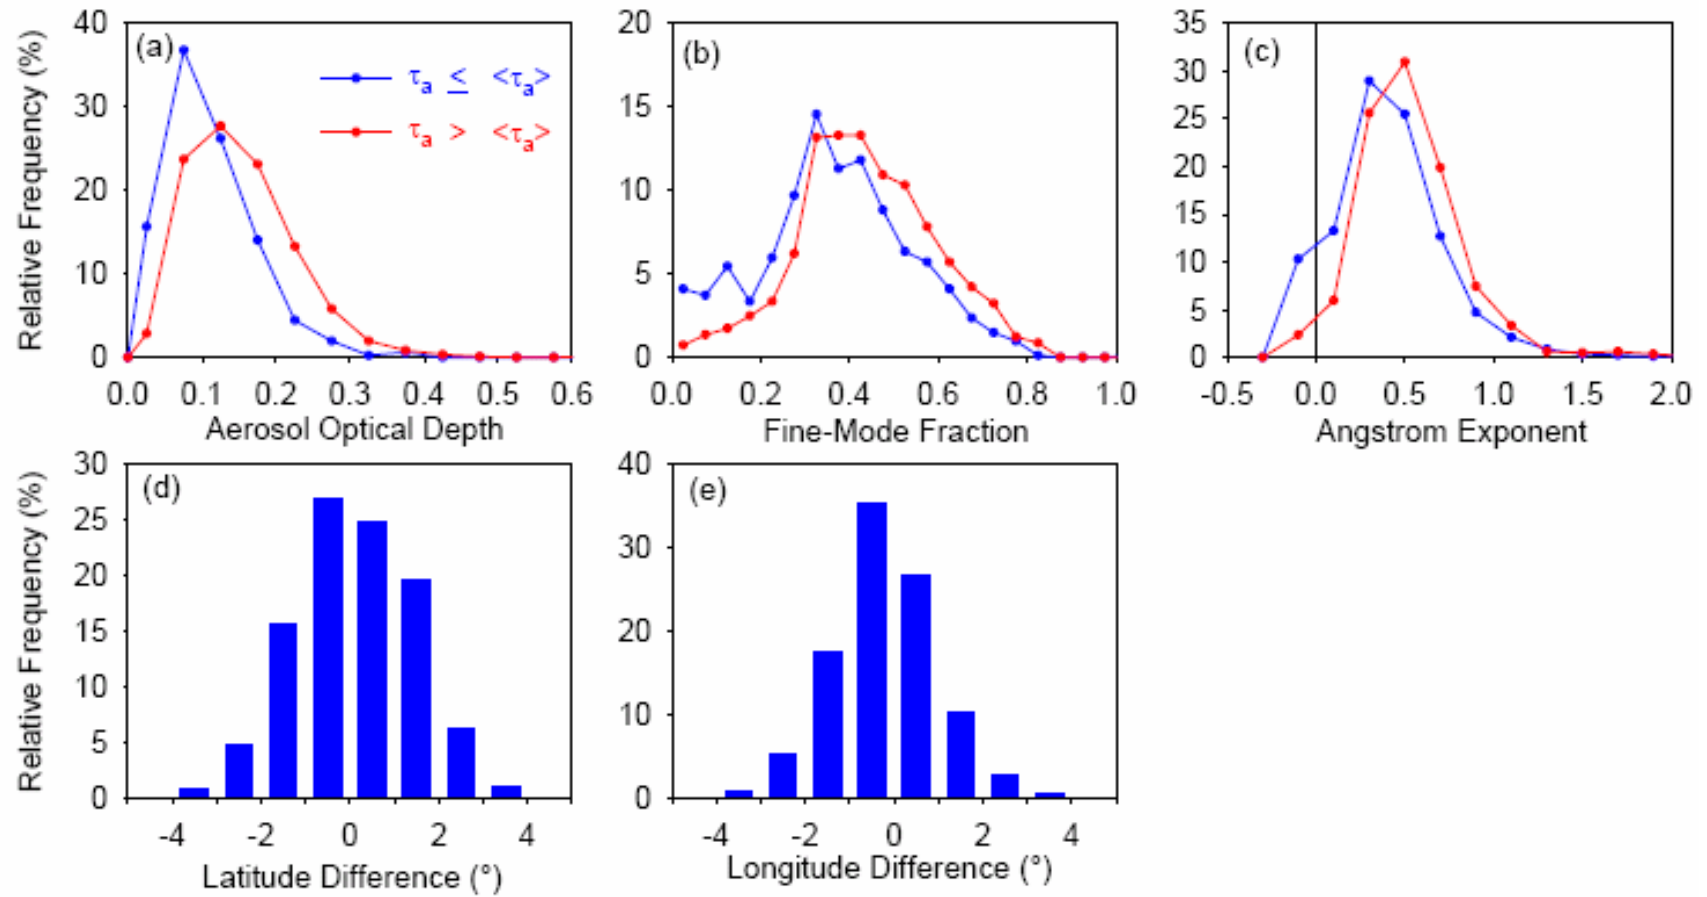 Relative Frequency (%)
40
30
20
10
0
(a)
τa ≤ <τa>
τa > <τa>
0.0 0.1 0.2 0.3 0.4 0.5 0.6
Aerosol Optical Depth
20
15
10
5
0
(b)
0.0 0.2 0.4 0.6 0.8 1.0
Fine-Mode Fraction
35
30
25
20
15
10
5
0
(c)
-0.5 0.0 0.5 1.0 1.5 2.0
Angstrom Exponent
Relative Frequency (%)
30
25
20
15
10
5
0
(d)
-4 -2 0 2 4
Latitude Difference (°)
40
30
20
10
0
(e)
-4 -2 0 2 4
Longitude Difference (°)